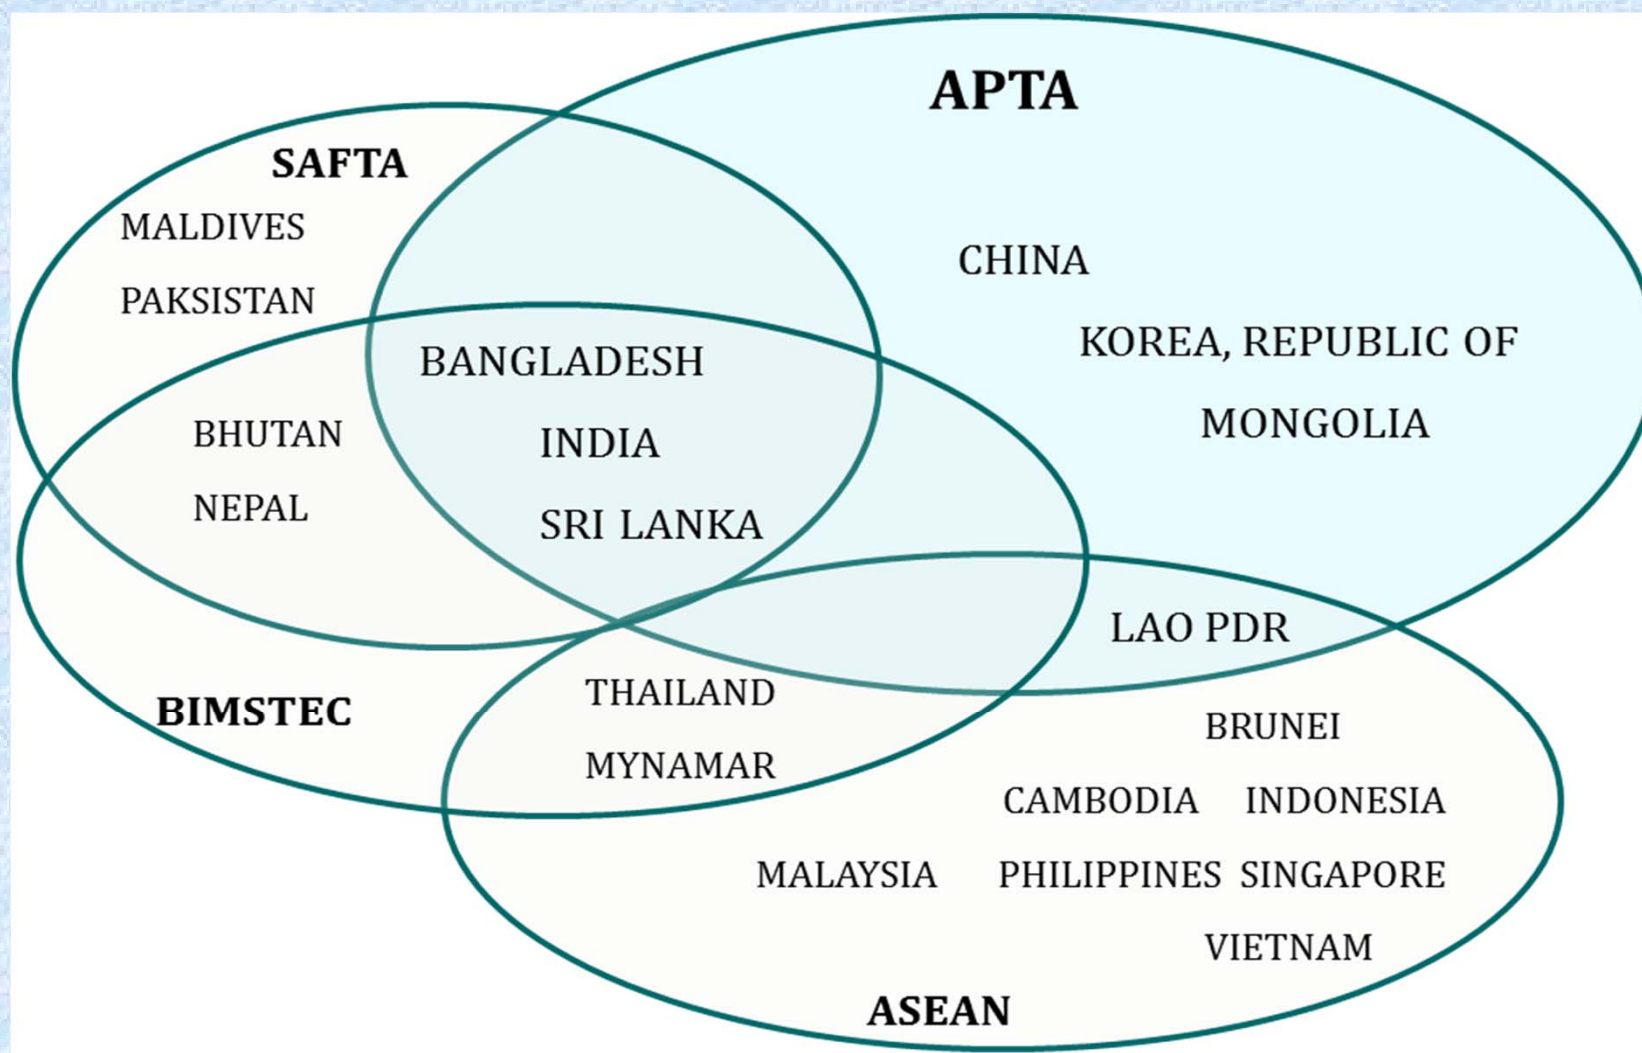 APTA
SAFTA
MALDIVES
PAKSISTAN
CHINA
KOREA, REPUBLIC OF
MONGOLIA
BANGLADESH
INDIA
SRI LANKA
BHUTAN
NEPAL
LAO PDR
BIMSTEC
THAILAND
MYNAMAR
BRUNEI
CAMBODIA INDONESIA
MALAYSIA PHILIPPINES SINGAPORE
VIETNAM
ASEAN